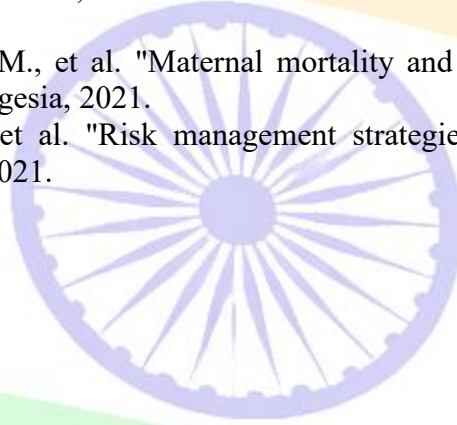 M., et al. "Maternal mortality and
gesia, 2021.
et al. "Risk management strategie
021.